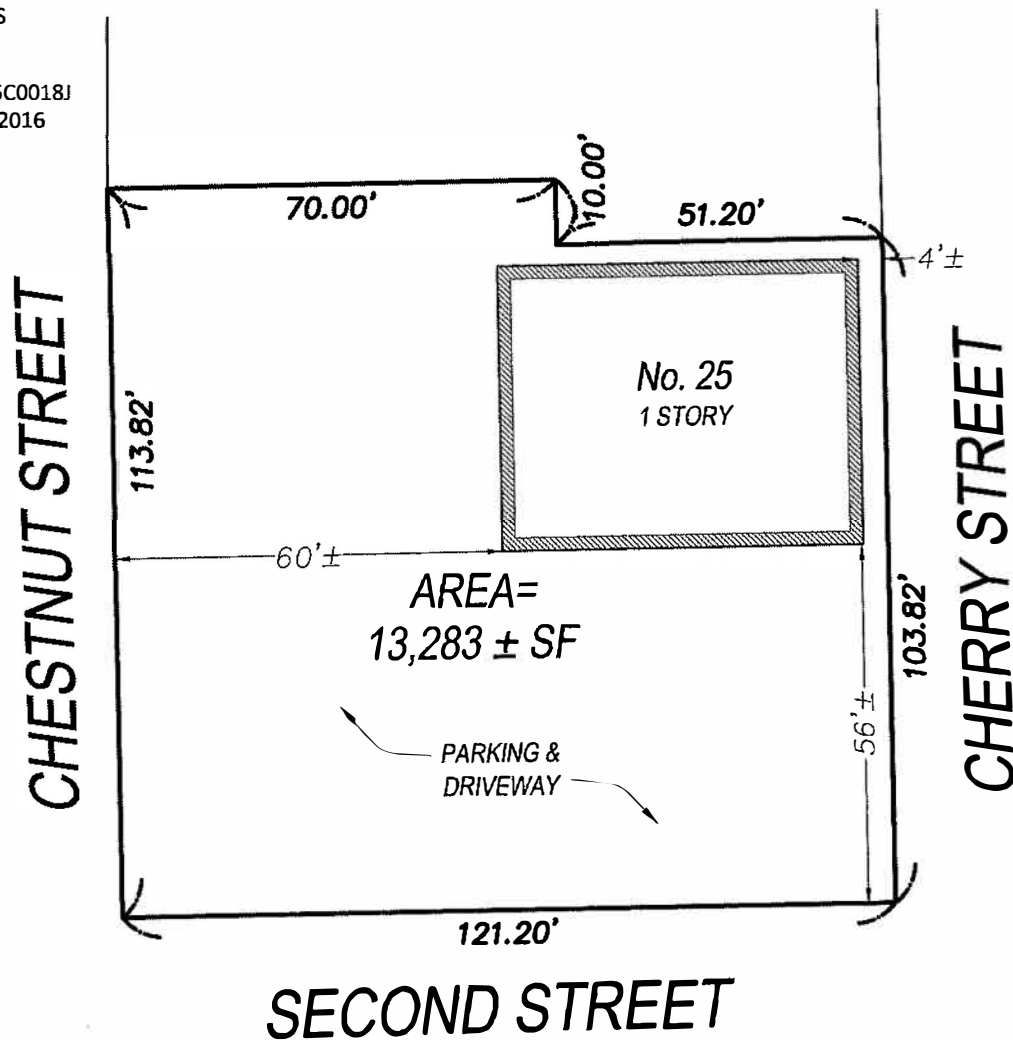 S
6C0018J
2016
70.00'
10.00'
51.20'
4'±
CHESTNUT STREET
113.82'
No. 25
1 STORY
CHERRY STREET
60'±
AREA=
13,283 ± SF
103.82'
56'±
PARKING &
DRIVEWAY
121.20'
SECOND STREET